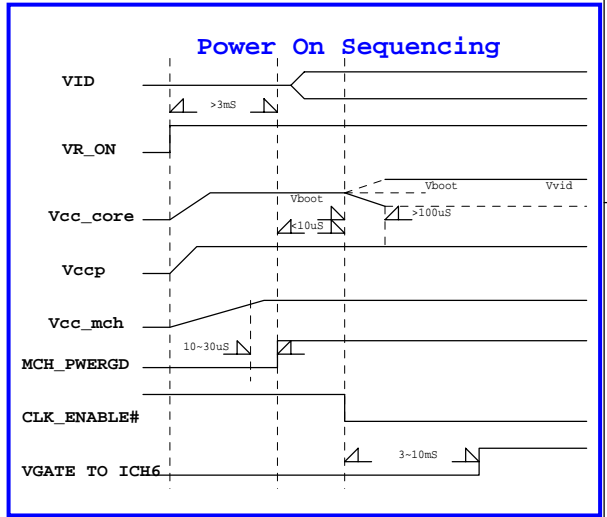 Power On Sequencing
VID
>3mS
VR_ON
Vboot
Vvid
Vboot
Vcc_core
>100uS
<10uS
Vccp
Vcc_mch
10~30uS
MCH_PWERGD
CLK_ENABLE#
3~10mS
VGATE TO ICH6